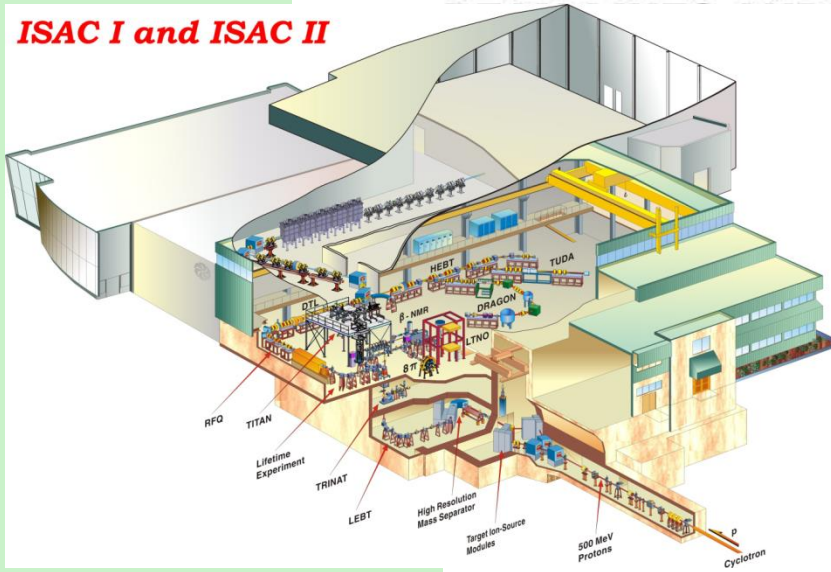 ISAC I and ISAC II
HEBT
TUDA
DTL
DRAGON
β-NMR
LTNO
8π
RFQ
TITAN
Lifetime
Experiment
TRINAT
LEBT
High Resolution
Mass Separator
Target Ion-Source
Modules
500 MeV
Protons
p
Cyclotron